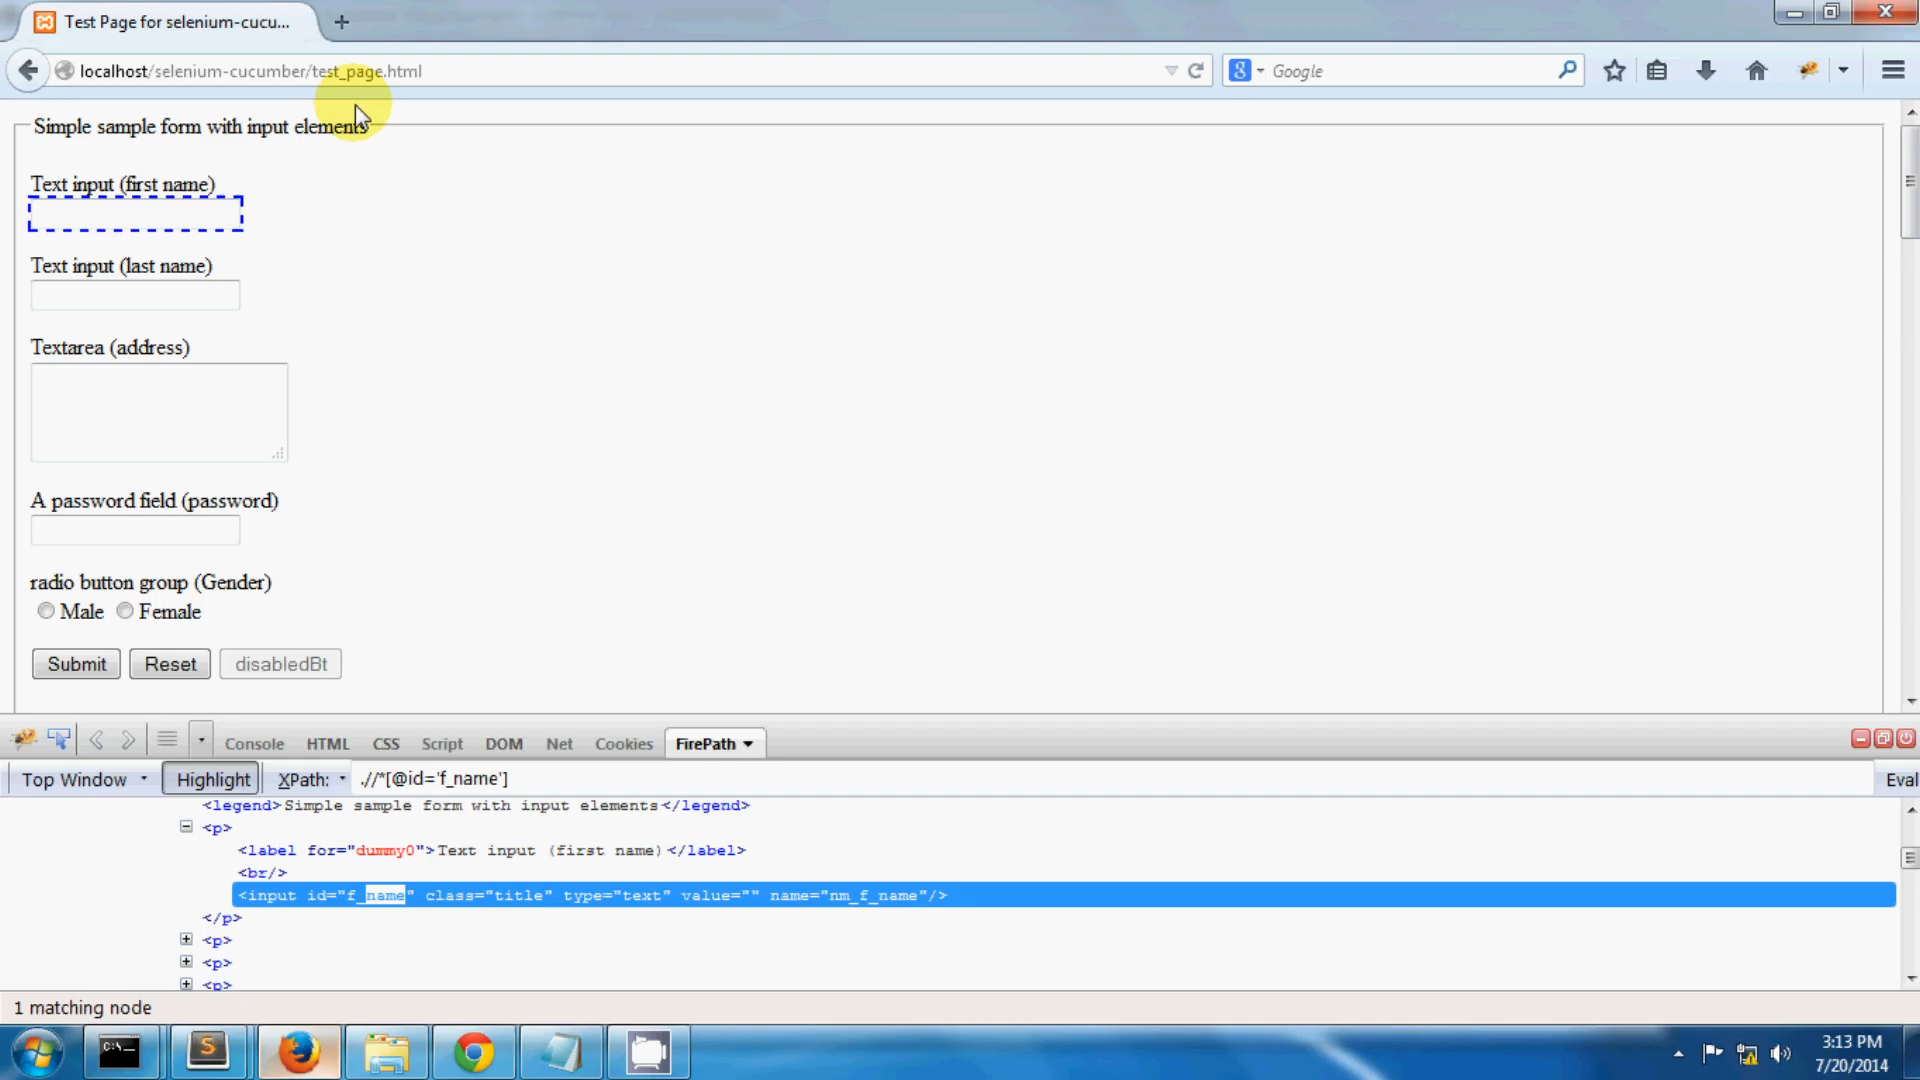 Test Page for selenium-cucu...
localhost/selenium-cucumber/test_page.html
Google
Simple sample form with input elements
Text input (first name)
Text input (last name)
Textarea (address)
A password field (password)
radio button group (Gender)
Male Female
Submit Reset disabledBt
Console HTML CSS Script DOM Net Cookies FirePath
Top Window Highlight XPath: .//*[@id='f_name'] Eval
<legend>Simple sample form with input elements</legend>
<p>
<label for="dummy0">Text input (first name)</label>
<br/>
<input id="f_name" class="title" type="text" value="" name="nm_f_name"/>
</p>
<p>
<p>
<p>
1 matching node
3:13 PM
7/20/2014